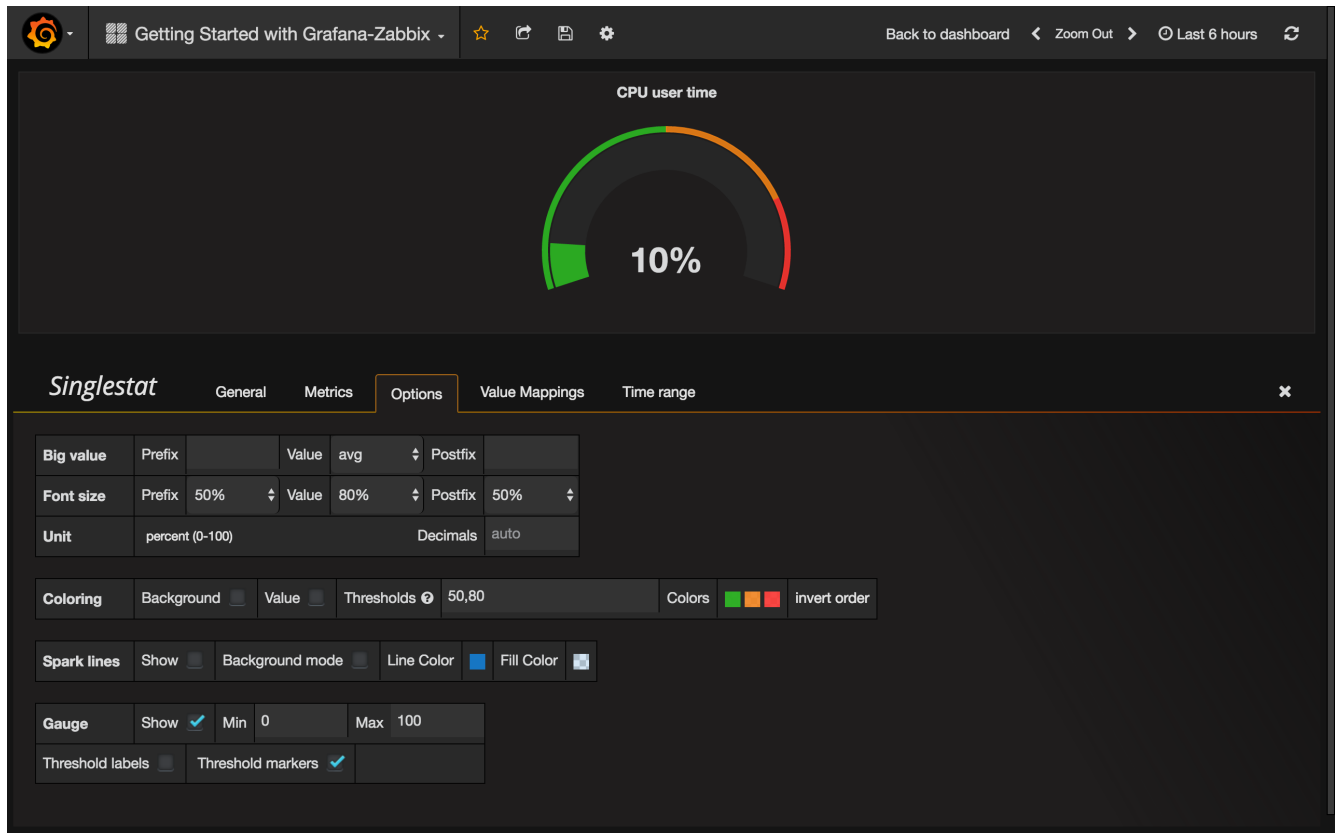 Getting Started with Grafana-Zabbix Back to dashboard Zoom Out Last 6 hours
CPU user time
10%
Singlestat General Metrics Options Value Mappings Time range
Big value Prefix Value avg Postfix
Font size Prefix 50% Value 80% Postfix 50%
Unit percent (0-100) Decimals auto
Coloring Background Value Thresholds 50,80 Colors invert order
Spark lines Show Background mode Line Color Fill Color
Gauge Show Min 0 Max 100
Threshold labels Threshold markers